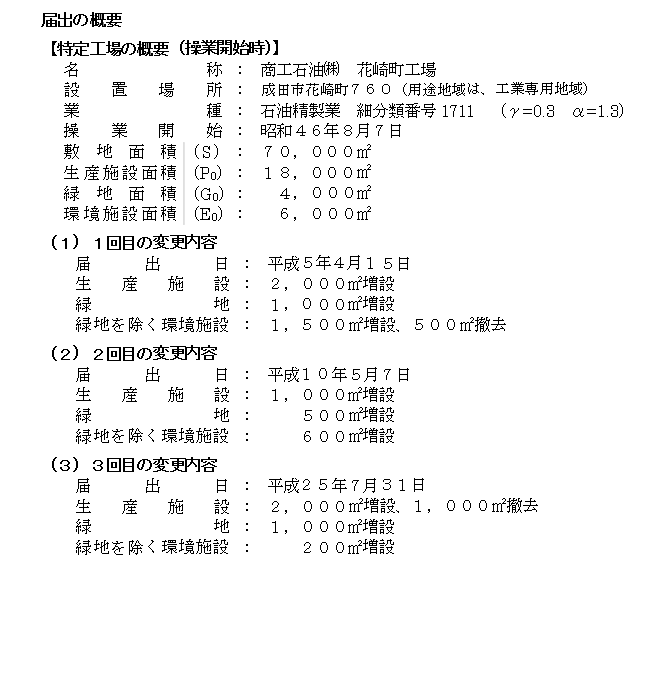 届出の概要
【特定工場の概要（操業開始時）】
名称：商工石油㈱　花崎町工場
設置場所：成田市花崎町７６０（用途地域は、工業専用地域）
業種：石油精製業　細分類番号1711　（γ=0.3　α=1.3）
操業開始：昭和４６年８月７日
敷地面積（S）：７０，０００㎡
生産施設面積（P₀）：１８，０００㎡
緑地面積（G₀）：４，０００㎡
環境施設面積（E₀）：６，０００㎡
（１）１回目の変更内容
届出日：平成５年４月１５日
生産施設：２，０００㎡増設
緑地：１，０００㎡増設
緑地を除く環境施設：１，５００㎡増設、５００㎡撤去
（２）２回目の変更内容
届出日：平成１０年５月７日
生産施設：１，０００㎡増設
緑地：５００㎡増設
緑地を除く環境施設：６００㎡増設
（３）３回目の変更内容
届出日：平成２５年７月３１日
生産施設：２，０００㎡増設、１，０００㎡撤去
緑地：１，０００㎡増設
緑地を除く環境施設：２００㎡増設